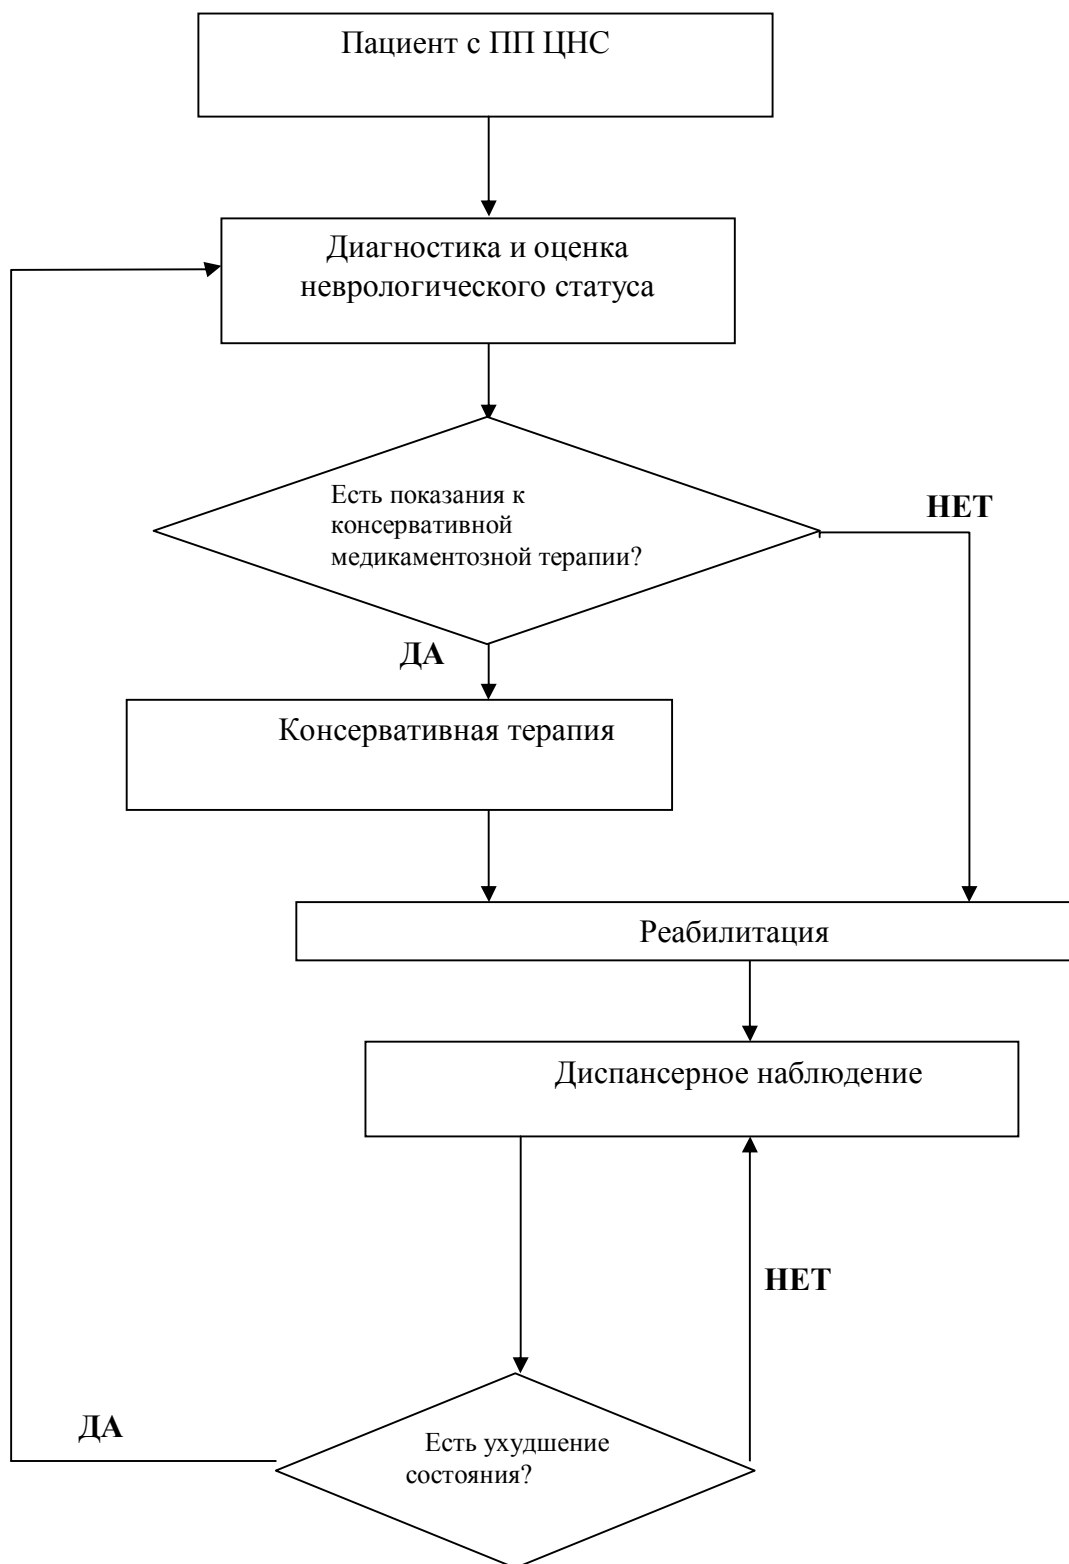 Пациент с ПП ЦНС
Диагностика и оценка
неврологического статуса
Есть показания к
консервативной
медикаментозной терапии?
НЕТ
ДА
Консервативная терапия
Реабилитация
Диспансерное наблюдение
НЕТ
ДА
Есть ухудшение
состояния?